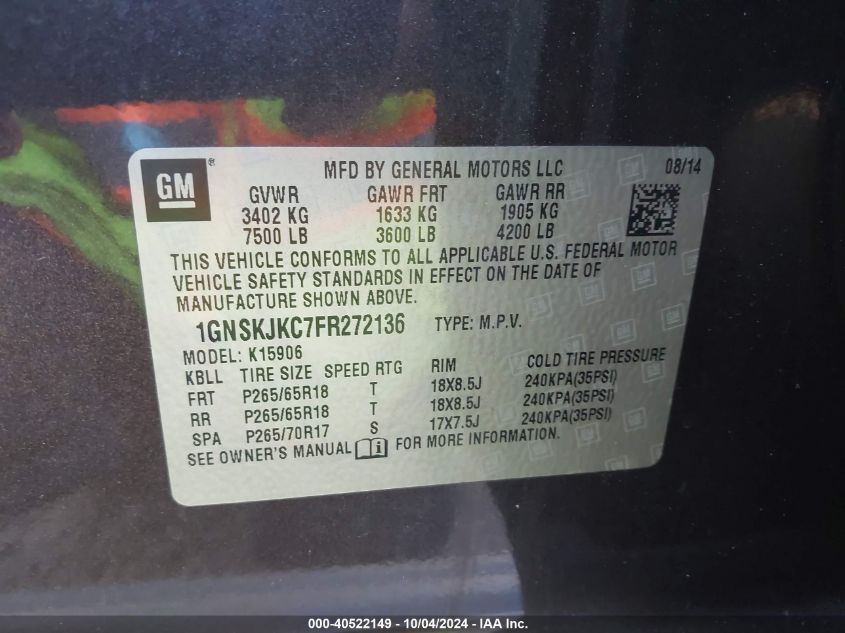 GM ® MFD BY GENERAL MOTORS LLC 08/14
GVWR GAWR FRT GAWR RR
3402 KG 1633 KG 1905 KG
7500 LB 3600 LB 4200 LB
THIS VEHICLE CONFORMS TO ALL APPLICABLE U.S. FEDERAL MOTOR
VEHICLE SAFETY STANDARDS IN EFFECT ON THE DATE OF
MANUFACTURE SHOWN ABOVE.
1GNSKJKC7FR272136 TYPE: M.P.V.
MODEL: K15906
KBLL TIRE SIZE SPEED RTG RIM COLD TIRE PRESSURE
FRT P265/65R18 T 18X8.5J 240KPA(35PSI)
RR P265/65R18 T 18X8.5J 240KPA(35PSI)
SPA P265/70R17 S 17X7.5J 240KPA(35PSI)
SEE OWNER'S MANUAL FOR MORE INFORMATION.
000-40522149 - 10/04/2024 - IAA Inc.